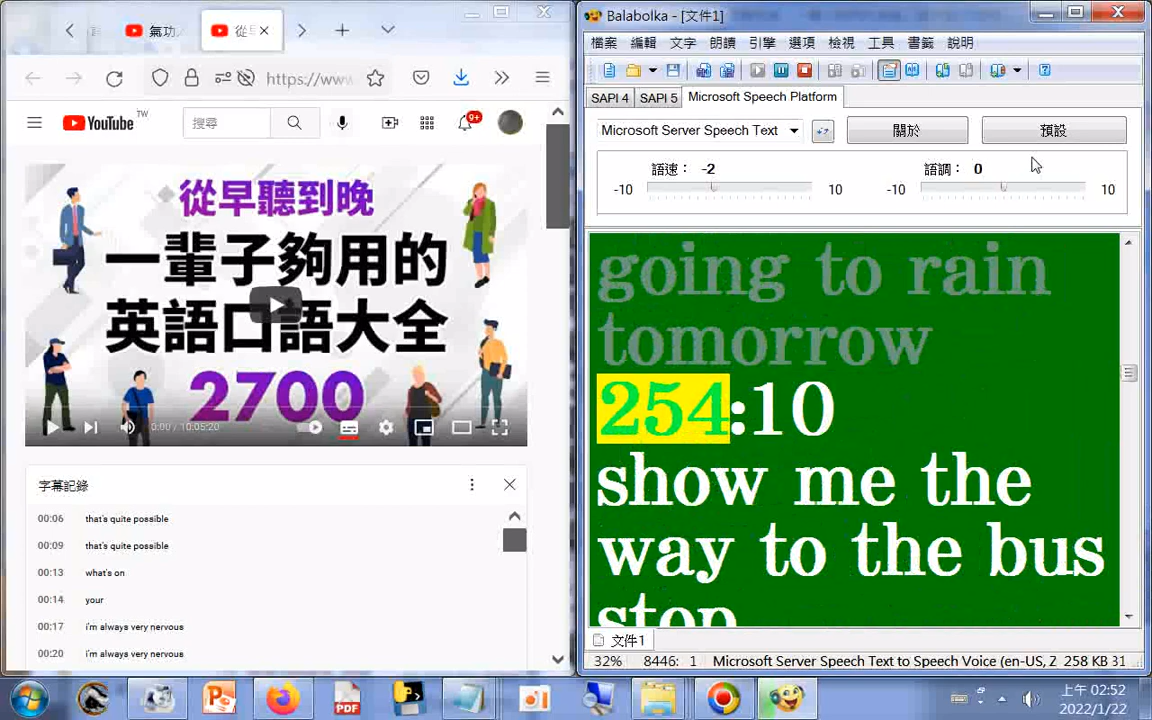 氣功
從
https://www
YouTube TW
搜尋
9+
從早聽到晚
一輩子夠用的
英語口語大全
2700
0:00 / 10:05:20
字幕記錄
00:06 that's quite possible
00:09 that's quite possible
00:13 what's on
00:14 your
00:17 i'm always very nervous
00:20 i'm always very nervous
Balabolka - [文件1]
檔案 編輯 文字 朗讀 引擎 選項 檢視 工具 書籤 說明
SAPI 4 SAPI 5 Microsoft Speech Platform
Microsoft Server Speech Text 關於 預設
語速： -2 語調： 0
-10 10 -10 10
going to rain
tomorrow
254:10
show me the
way to the bus
stop
文件1
32% 8446: 1 Microsoft Server Speech Text to Speech Voice (en-US, Z 258 KB 31
PDF
上午 02:52
2022/1/22